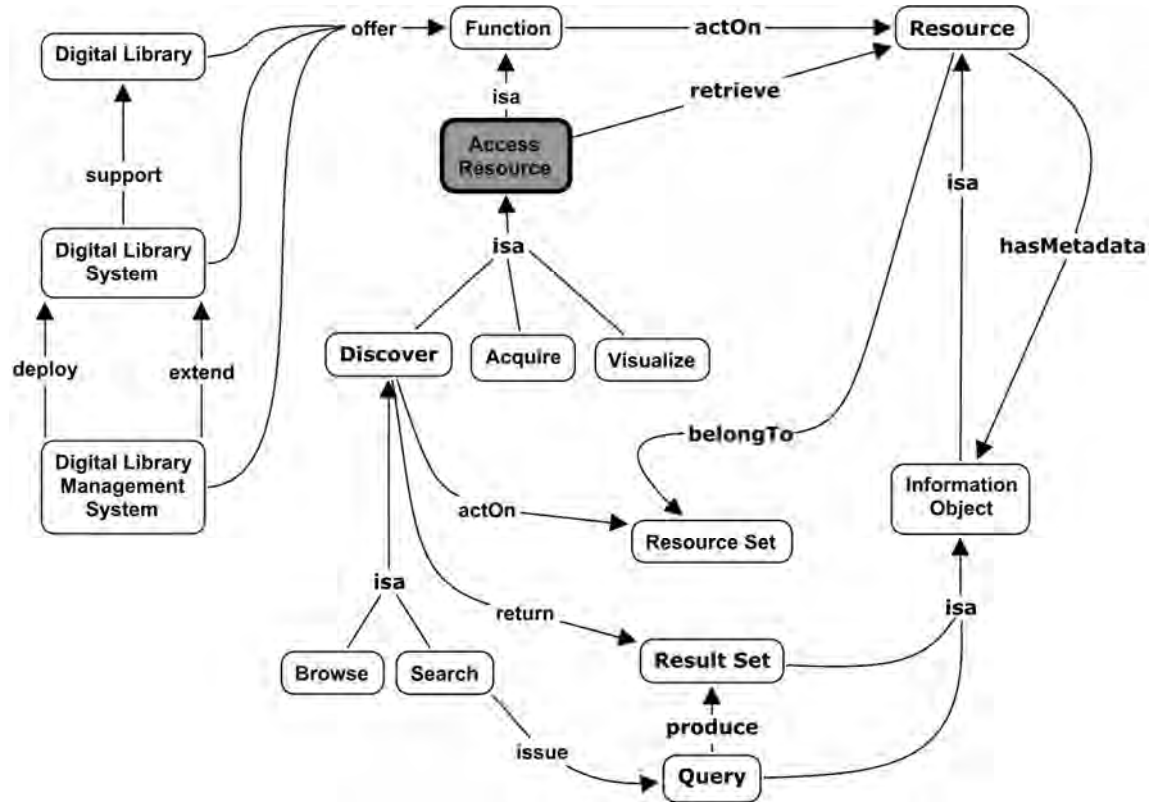 offer
Function
actOn
Resource
Digital Library
retrieve
isa
Access
Resource
support
isa
isa
hasMetadata
Digital Library
System
Discover
Acquire
Visualize
deploy
extend
belongTo
Digital Library
Management
System
Information
Object
actOn
Resource Set
isa
return
isa
Browse
Search
Result Set
produce
issue
Query